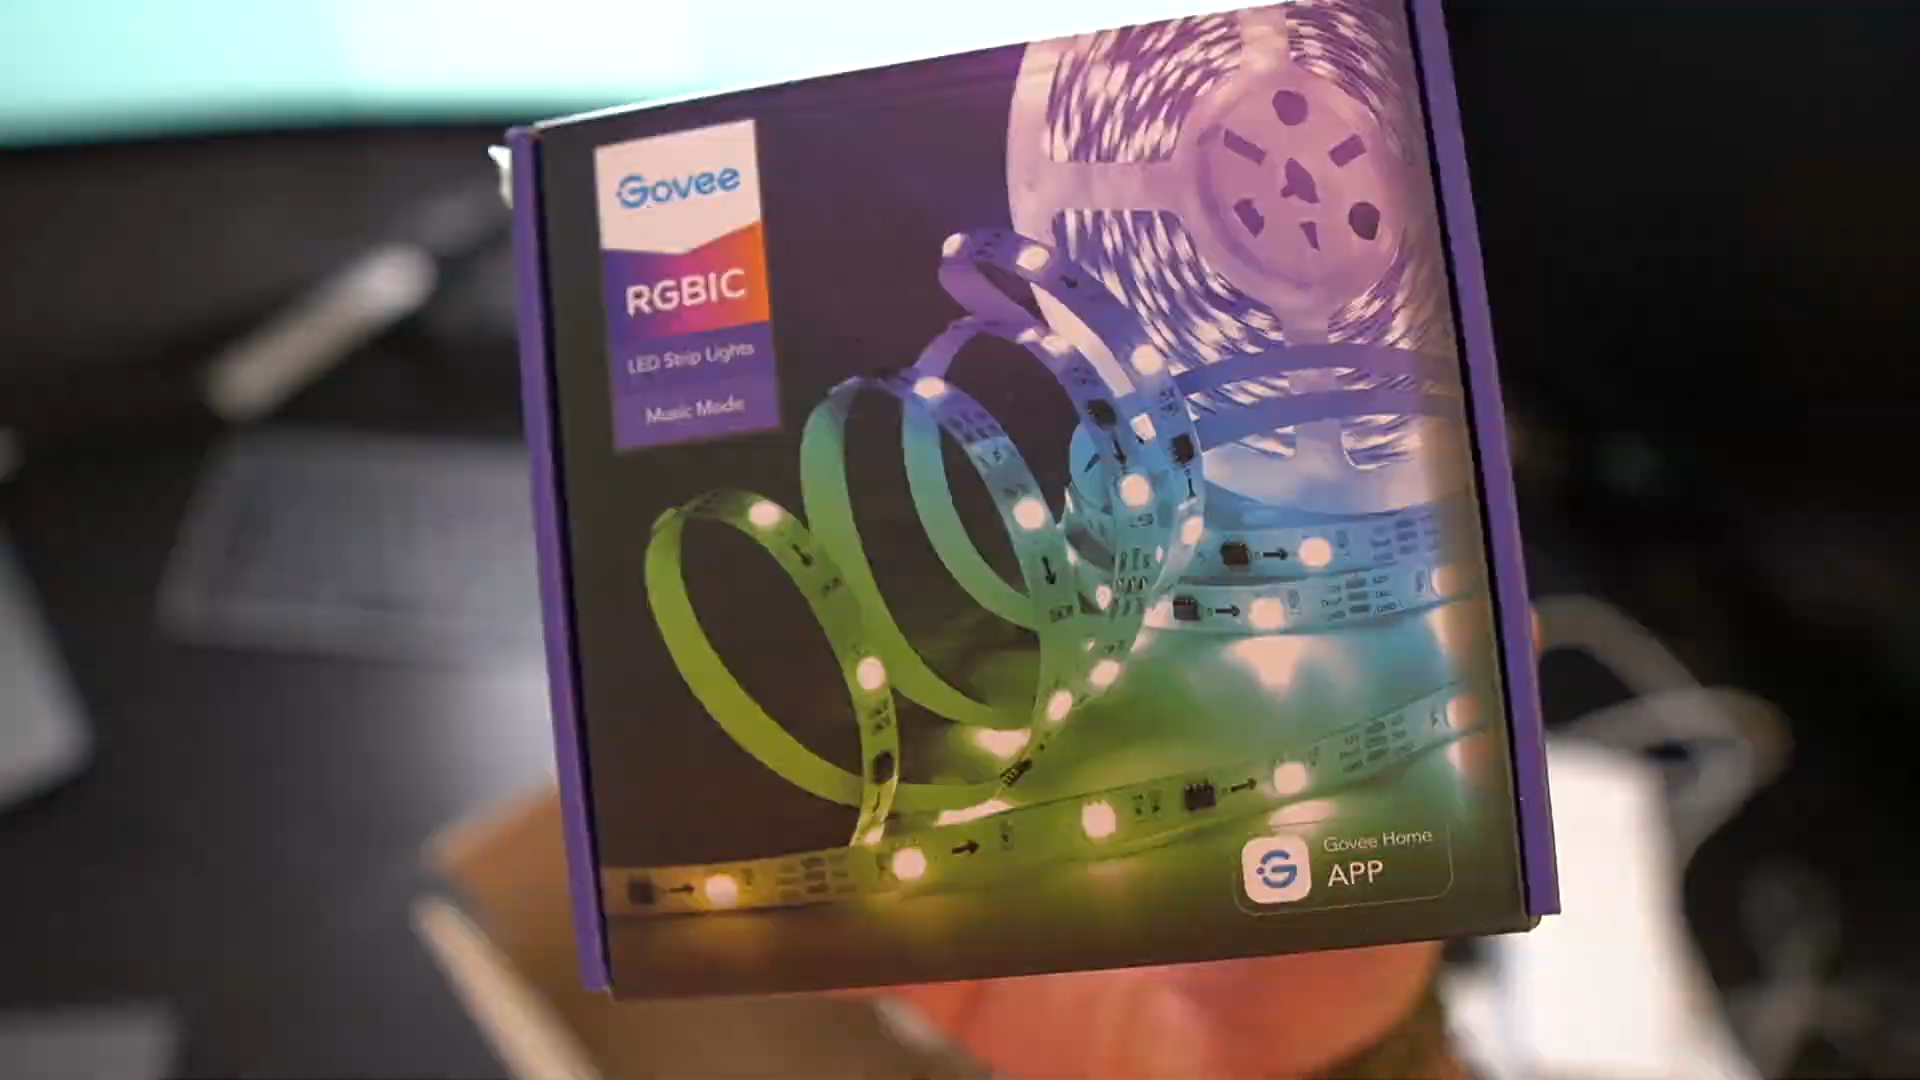 Govee
RGBIC
LED Strip Lights
Music Mode
Govee Home
APP